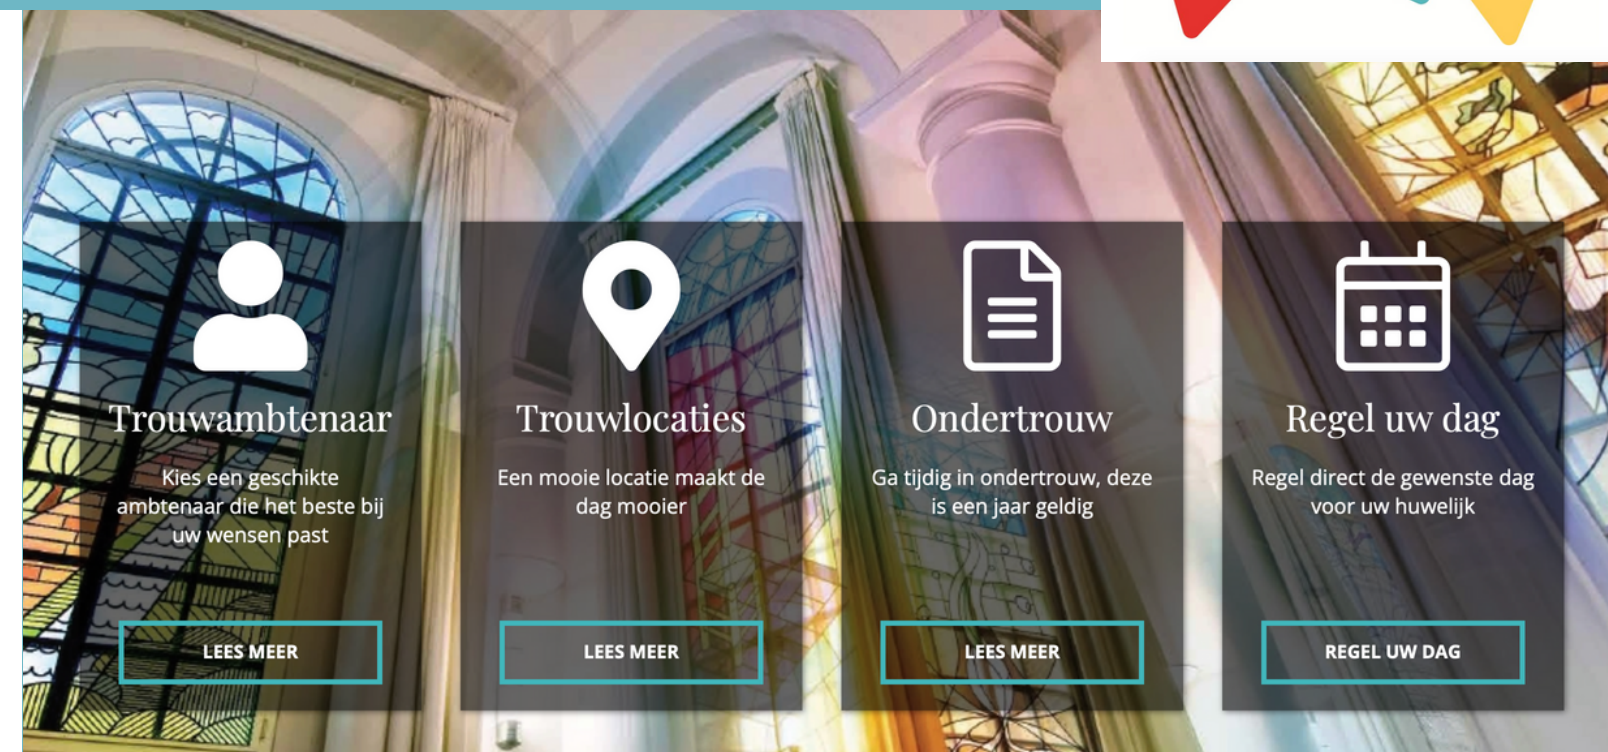 Trouwambtenaar
Kies een geschikte
ambtenaar die het beste bij
uw wensen past
LEES MEER
Trouwlocaties
Een mooie locatie maakt de
dag mooier
LEES MEER
Ondertrouw
Ga tijdig in ondertrouw, deze
is een jaar geldig
LEES MEER
Regel uw dag
Regel direct de gewenste dag
voor uw huwelijk
REGEL UW DAG